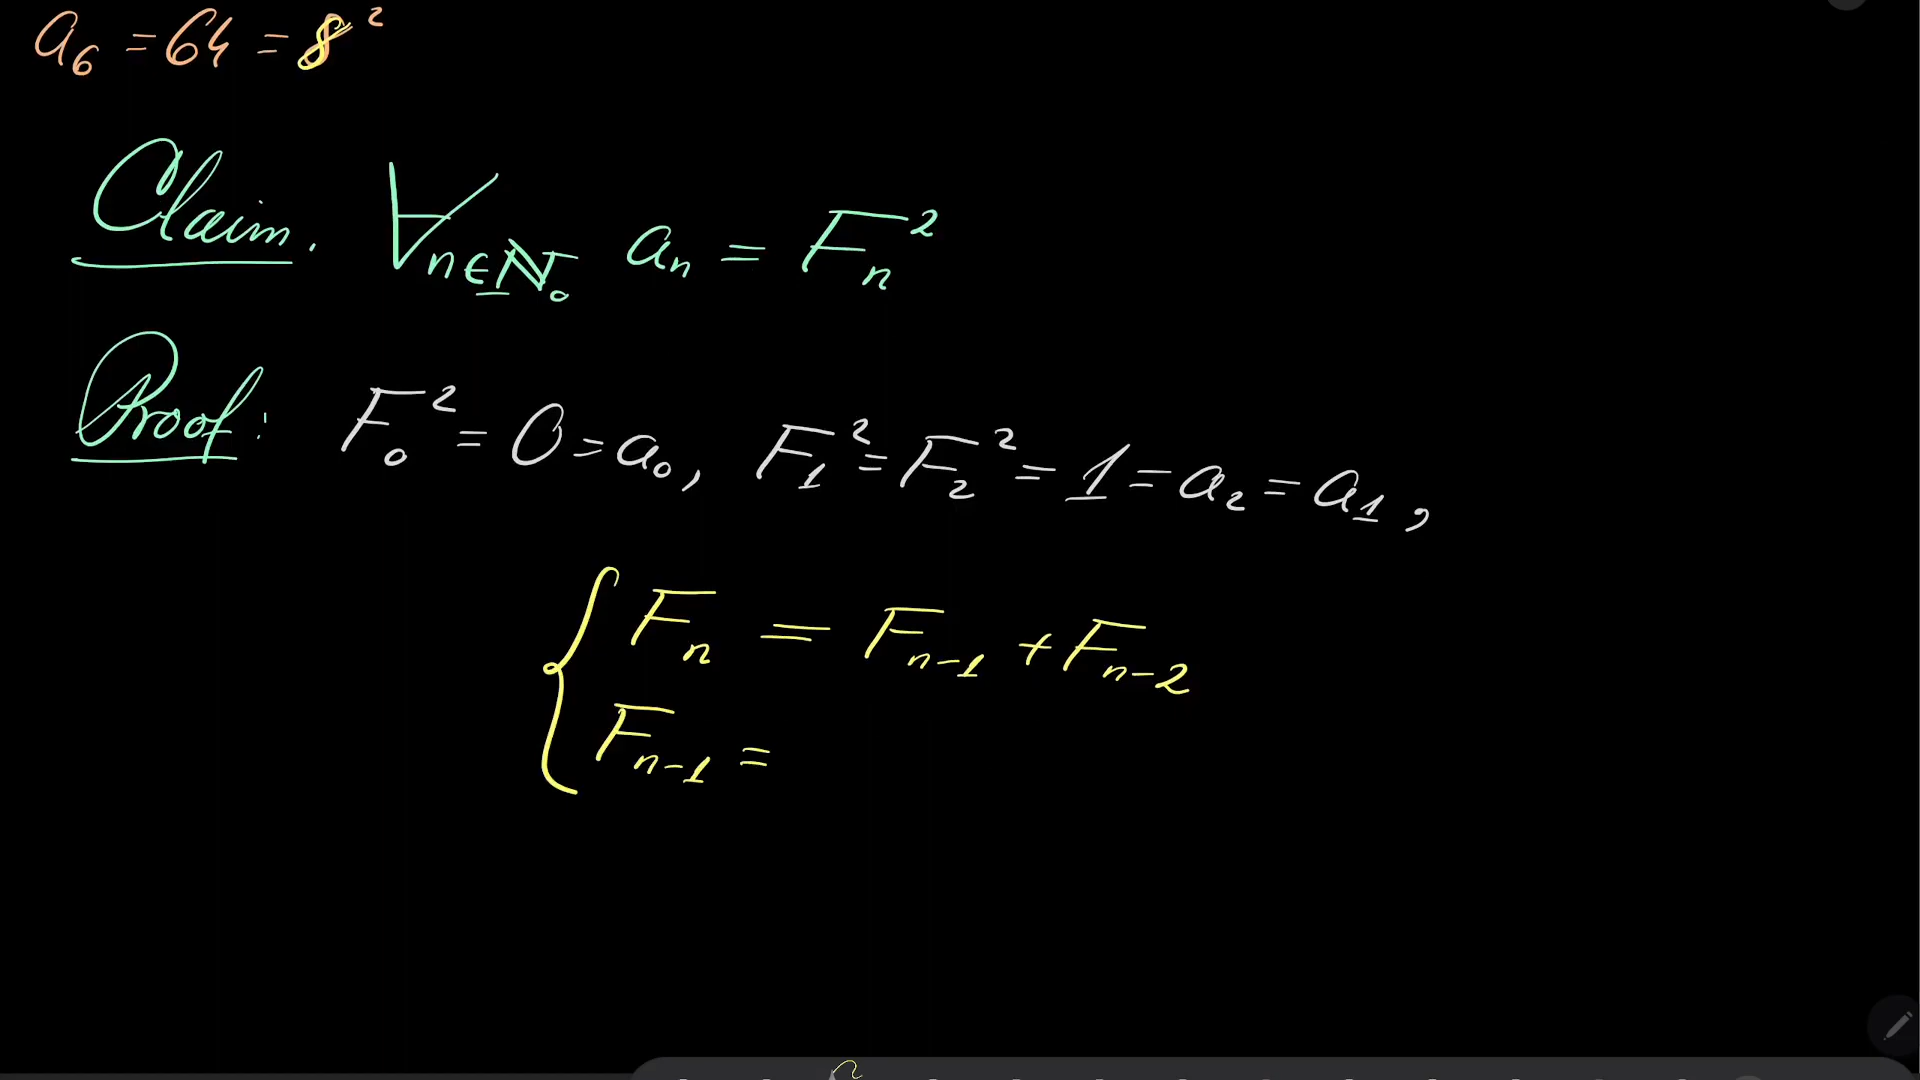 a₆ = 64 = 8²
Claim. ∀n∈ℕ₀ aₙ = Fₙ²
Proof: F₀² = 0 = a₀, F₁² = F₂² = 1 = a₂ = a₁,
{ Fₙ = Fₙ₋₁ + Fₙ₋₂
Fₙ₋₁ =